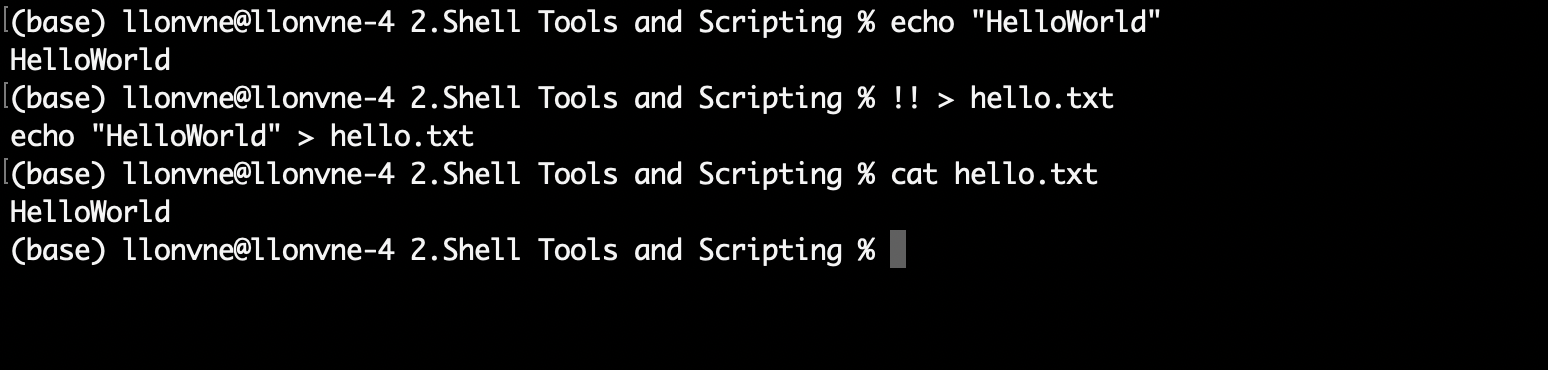 (base) llonvne@llonvne-4 2.Shell Tools and Scripting % echo "HelloWorld"
HelloWorld
(base) llonvne@llonvne-4 2.Shell Tools and Scripting % !! > hello.txt
echo "HelloWorld" > hello.txt
(base) llonvne@llonvne-4 2.Shell Tools and Scripting % cat hello.txt
HelloWorld
(base) llonvne@llonvne-4 2.Shell Tools and Scripting %